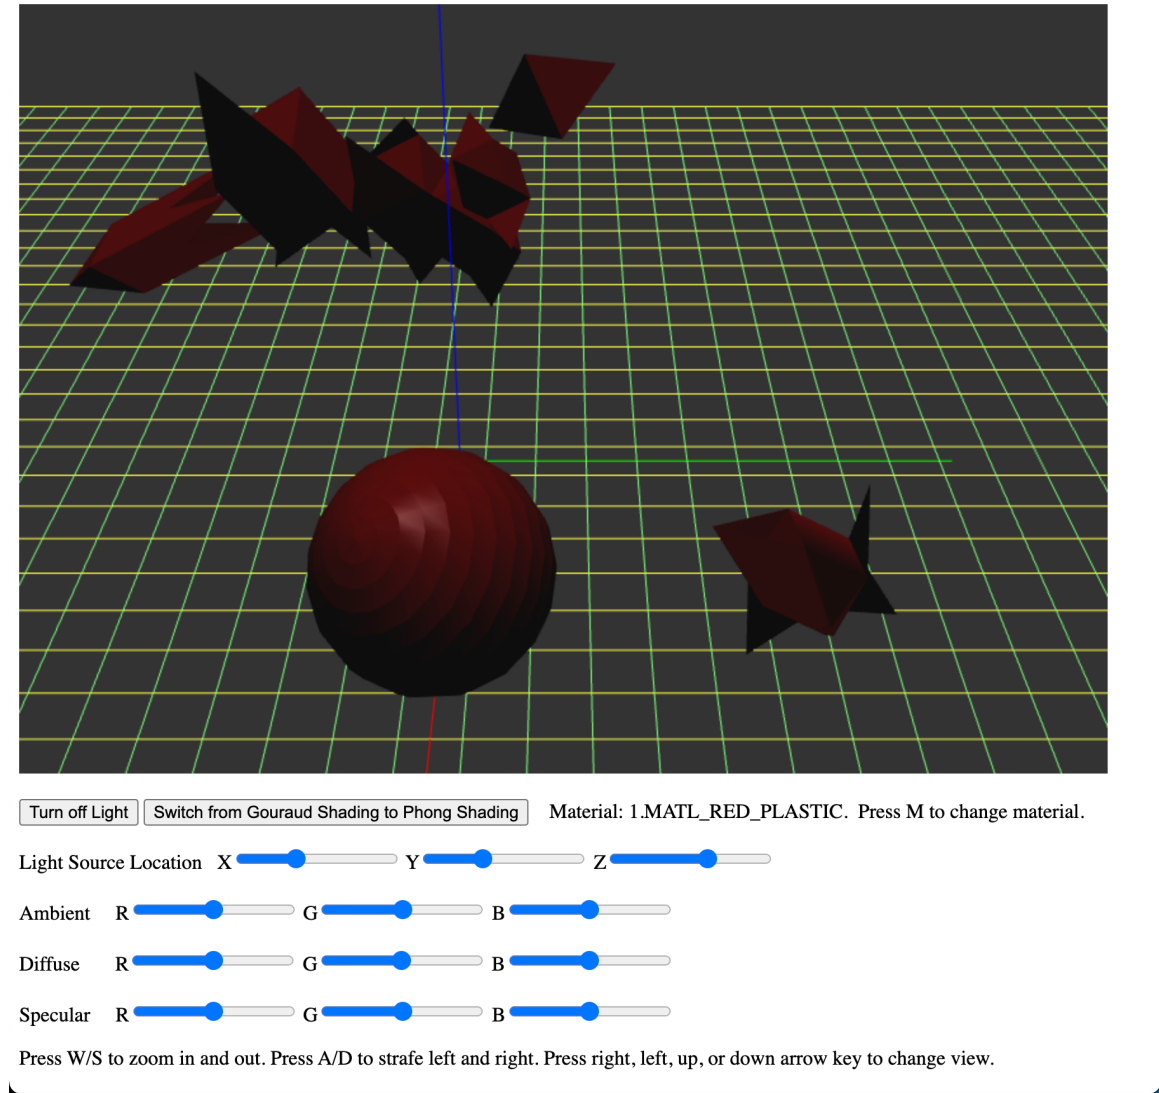 Turn off Light Switch from Gouraud Shading to Phong Shading Material: 1.MATL_RED_PLASTIC. Press M to change material.
Light Source Location X Y Z
Ambient R G B
Diffuse R G B
Specular R G B
Press W/S to zoom in and out. Press A/D to strafe left and right. Press right, left, up, or down arrow key to change view.